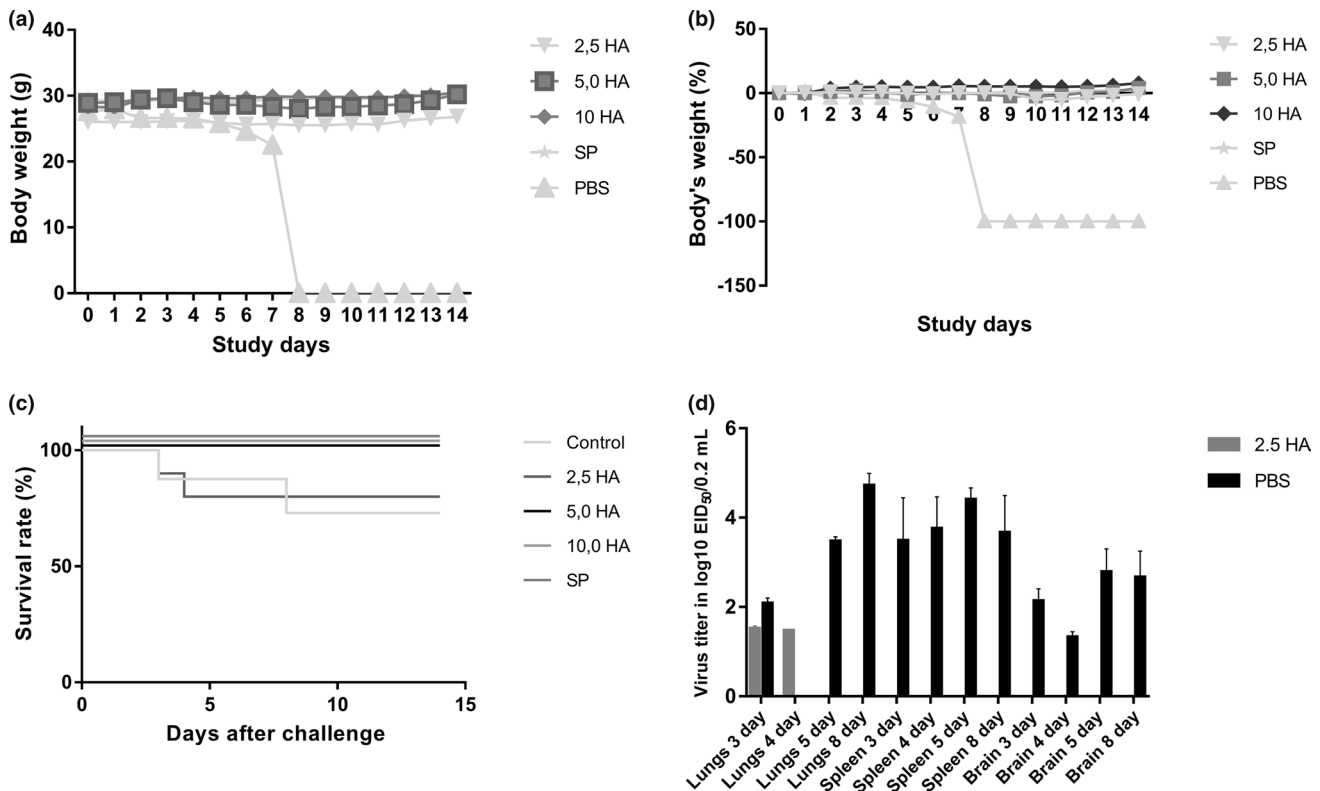 (a)
Body weight (g)
40
30
20
10
0
0 1 2 3 4 5 6 7 8 9 10 11 12 13 14
Study days
2,5 HA
5,0 HA
10 HA
SP
PBS
(b)
Body's weight (%)
50
0
-50
-100
-150
0 1 2 3 4 5 6 7 8 9 10 11 12 13 14
Study days
2,5 HA
5,0 HA
10 HA
SP
PBS
(c)
Survival rate (%)
100
50
0
0 5 10 15
Days after challenge
Control
2,5 HA
5,0 HA
10,0 HA
SP
(d)
Virus titer in log10 EID50/0.2 mL
6
4
2
0
Lungs 3 day
Lungs 4 day
Lungs 5 day
Lungs 8 day
Spleen 3 day
Spleen 4 day
Spleen 5 day
Spleen 8 day
Brain 3 day
Brain 4 day
Brain 5 day
Brain 8 day
2.5 HA
PBS